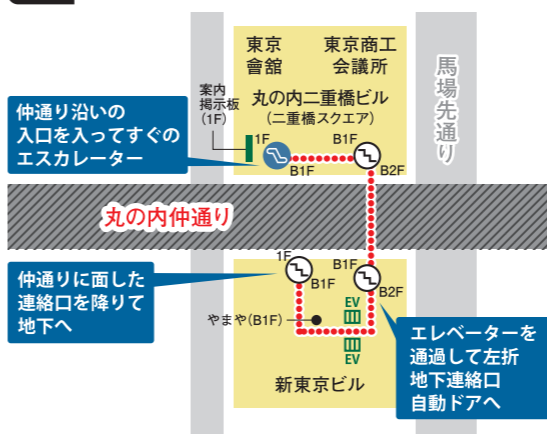 東京
會舘
東京商工
会議所
案内
掲示板
(1F)
丸の内二重橋ビル
(二重橋スクエア)
馬場先通り
仲通り沿いの
入口を入ってすぐの
エスカレーター
1F
B1F
B1F
B2F
丸の内仲通り
仲通りに面した
連絡口を降りて
地下へ
1F
B1F
B1F
B2F
EV
やまや(B1F)
EV
新東京ビル
エレベーターを
通過して左折
地下連絡口
自動ドアへ